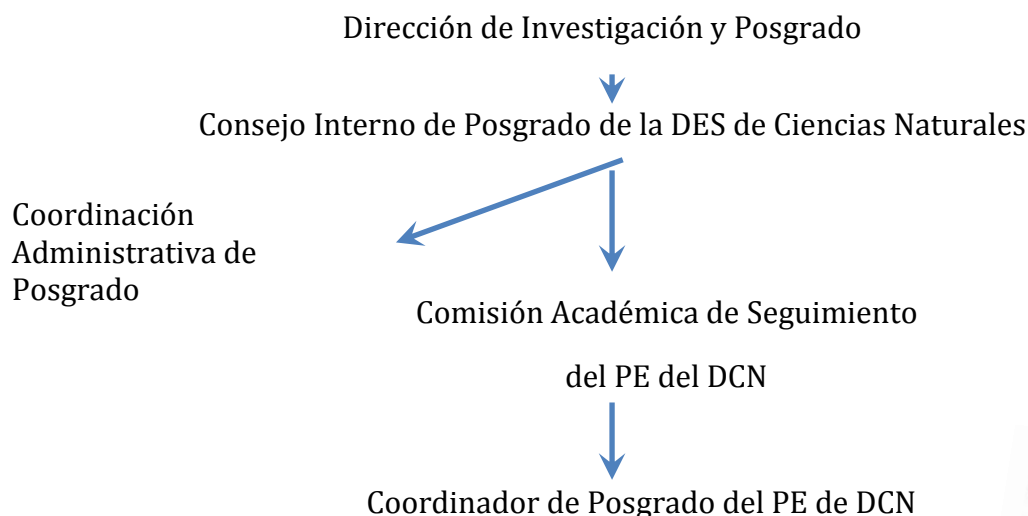 Dirección de Investigación y Posgrado
Consejo Interno de Posgrado de la DES de Ciencias Naturales
Coordinación
Administrativa de
Posgrado
Comisión Académica de Seguimiento
del PE del DCN
Coordinador de Posgrado del PE de DCN